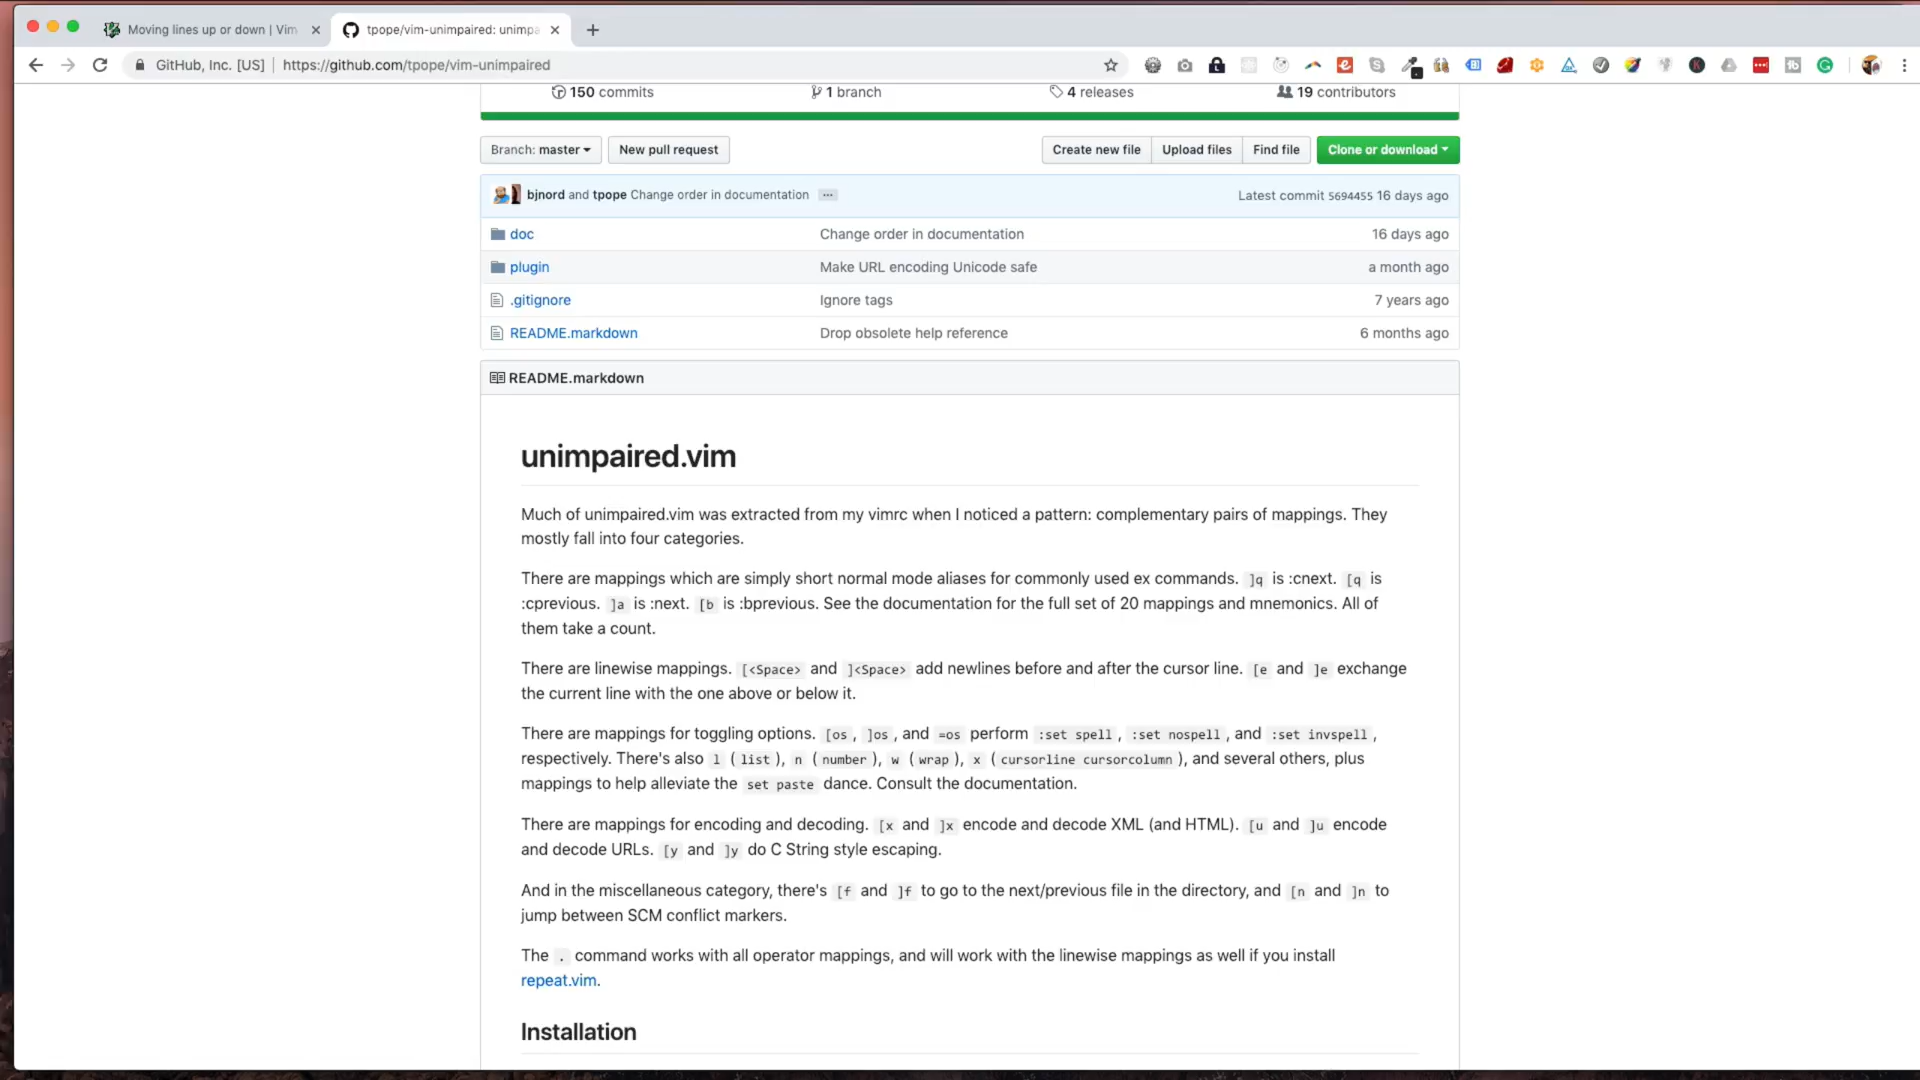 Moving lines up or down | Vim
tpope/vim-unimpaired: unimpa
GitHub, Inc. [US]
https://github.com/tpope/vim-unimpaired
150 commits
1 branch
4 releases
19 contributors
Branch: master
New pull request
Create new file
Upload files
Find file
Clone or download
bjnord and tpope Change order in documentation
Latest commit 5694455 16 days ago
doc
Change order in documentation
16 days ago
plugin
Make URL encoding Unicode safe
a month ago
.gitignore
Ignore tags
7 years ago
README.markdown
Drop obsolete help reference
6 months ago
README.markdown
unimpaired.vim
Much of unimpaired.vim was extracted from my vimrc when I noticed a pattern: complementary pairs of mappings. They
mostly fall into four categories.
There are mappings which are simply short normal mode aliases for commonly used ex commands. ]q is :cnext. [q is
:cprevious. ]a is :next. [b is :bprevious. See the documentation for the full set of 20 mappings and mnemonics. All of
them take a count.
There are linewise mappings. [<Space> and ]<Space> add newlines before and after the cursor line. [e and ]e exchange
the current line with the one above or below it.
There are mappings for toggling options. [os , ]os , and =os perform :set spell , :set nospell , and :set invspell ,
respectively. There's also l ( list ), n ( number ), w ( wrap ), x ( cursorline cursorcolumn ), and several others, plus
mappings to help alleviate the set paste dance. Consult the documentation.
There are mappings for encoding and decoding. [x and ]x encode and decode XML (and HTML). [u and ]u encode
and decode URLs. [y and ]y do C String style escaping.
And in the miscellaneous category, there's [f and ]f to go to the next/previous file in the directory, and [n and ]n to
jump between SCM conflict markers.
The . command works with all operator mappings, and will work with the linewise mappings as well if you install
repeat.vim.
Installation